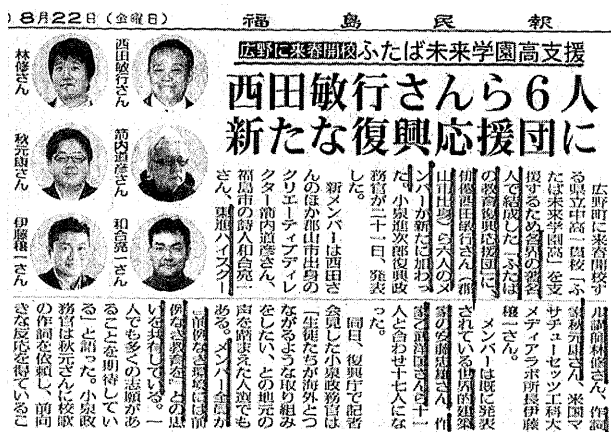 8月22日(金曜日)
福島民報
広野に来春開校 ふたば未来学園高支援
西田敏行さんら6人
新たな復興応援団に
西田敏行さん
林修さん
箭内道彦さん
秋元康さん
和合亮一さん
伊藤穰一さん
広野町に来春開校す
る県立中高一貫校「ふ
たば未来学園高」を支
援するため各界の著名
人で結成した「ふたば
の教育復興応援団」に、
俳優西田敏行さん(郡
山市出身)ら六人のメ
ンバーが新たに加わっ
た。小泉進次郎復興政
務官が二十一日、発表
した。
新メンバーは西田さ
んのほか郡山市出身の
クリエーティブディレ
クター箭内道彦さん、
福島市の詩人和合亮一
さん、東進ハイスクー
ル講師林修さん、作詞
家秋元康さん、米国マ
サチューセッツ工科大
メディアラボ所長伊藤
穰一さん。
メンバーは既に発表
されている世界的建築
家の安藤忠雄さん、作
家乙武洋匡さんら十一
人と合わせ十七人にな
った。
同日、復興庁で記者
会見した小泉政務官は
「生徒たちが海外とつ
ながるような取り組み
をしたい、との地元の
声を踏まえた人選でも
ある。メンバー全員が
『前例なき環境には前
例なき教育を』との思
いを共有している。一
人でも多くの志願があ
ることを期待してい
る」と語った。小泉政
務官は秋元さんに校歌
の作詞を依頼し、前向
きな反応を得ているこ